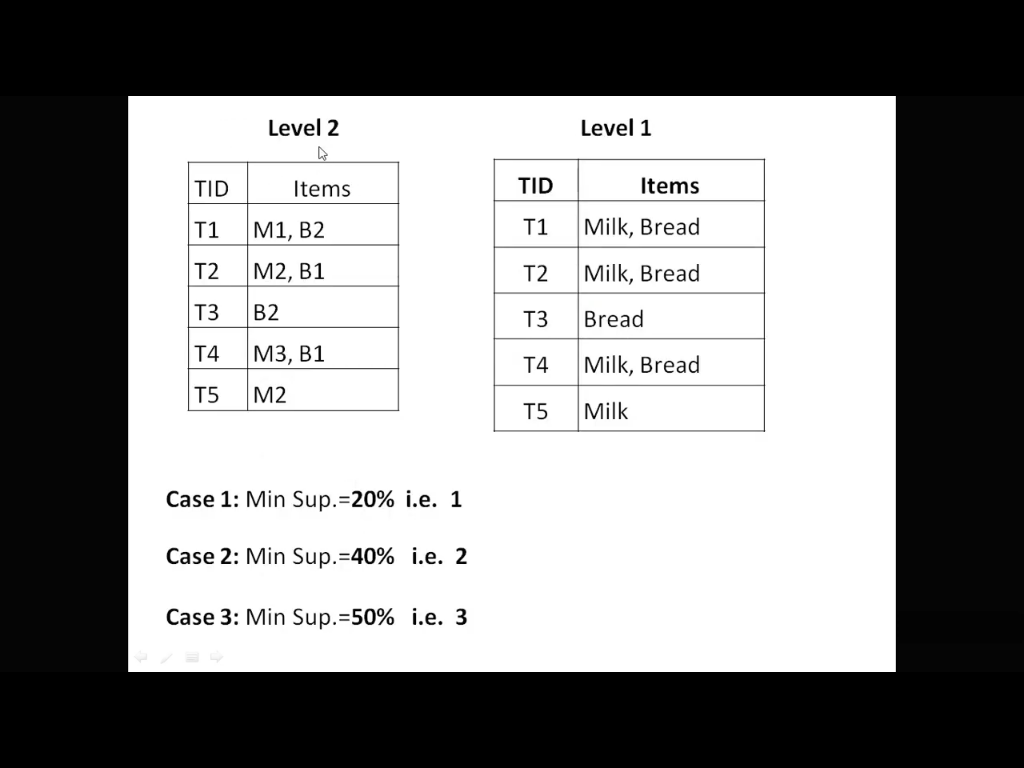 Level 2
TID Items
T1 M1, B2
T2 M2, B1
T3 B2
T4 M3, B1
T5 M2
Level 1
TID Items
T1 Milk, Bread
T2 Milk, Bread
T3 Bread
T4 Milk, Bread
T5 Milk
Case 1: Min Sup.=20% i.e. 1
Case 2: Min Sup.=40% i.e. 2
Case 3: Min Sup.=50% i.e. 3